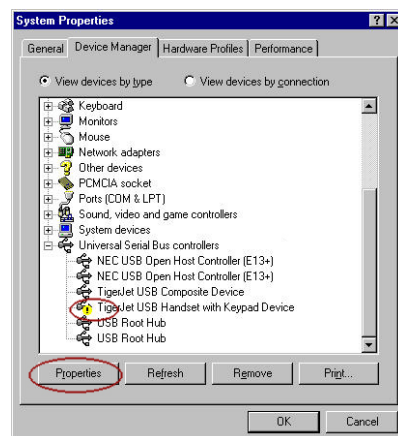 System Properties
General Device Manager Hardware Profiles Performance
View devices by type View devices by connection
Keyboard
Monitors
Mouse
Network adapters
Other devices
PCMCIA socket
Ports (COM & LPT)
Sound, video and game controllers
System devices
Universal Serial Bus controllers
NEC USB Open Host Controller (E13+)
NEC USB Open Host Controller (E13+)
TigerJet USB Composite Device
TigerJet USB Handset with Keypad Device
USB Root Hub
USB Root Hub
Properties Refresh Remove Print...
OK Cancel